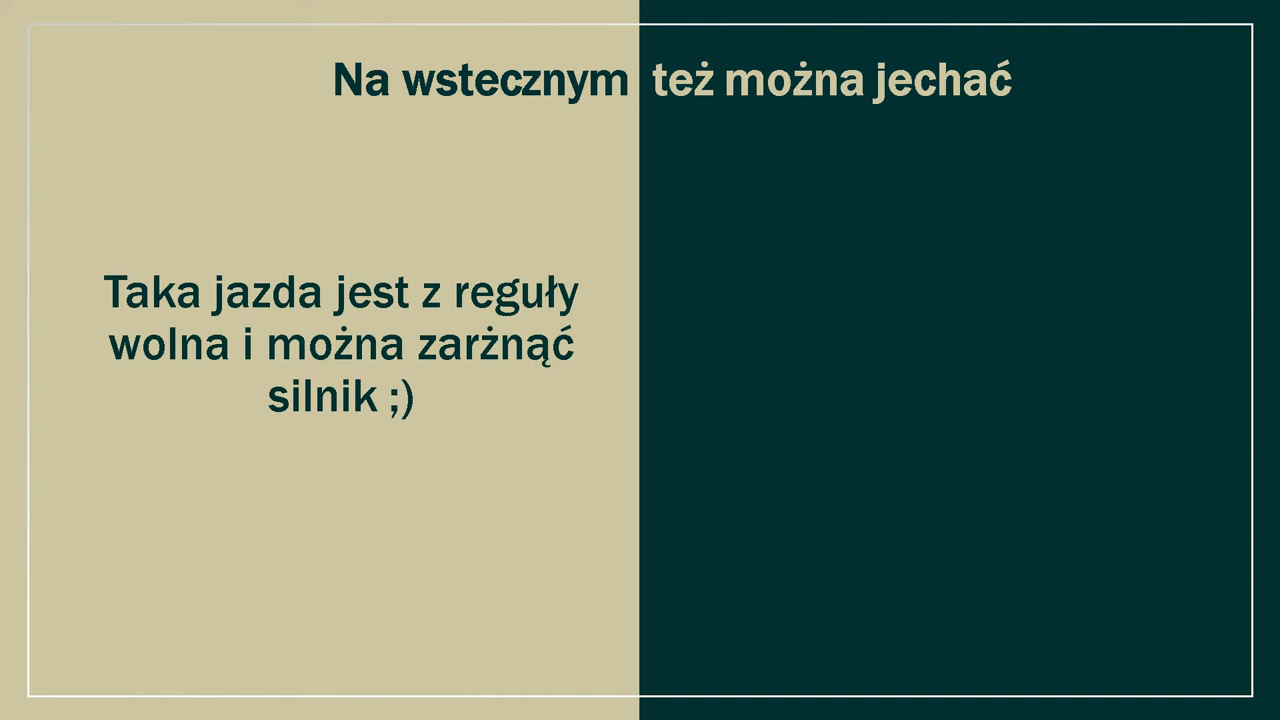 Na wstecznym też można jechać
Taka jazda jest z reguły
wolna i można zarżnąć
silnik ;)